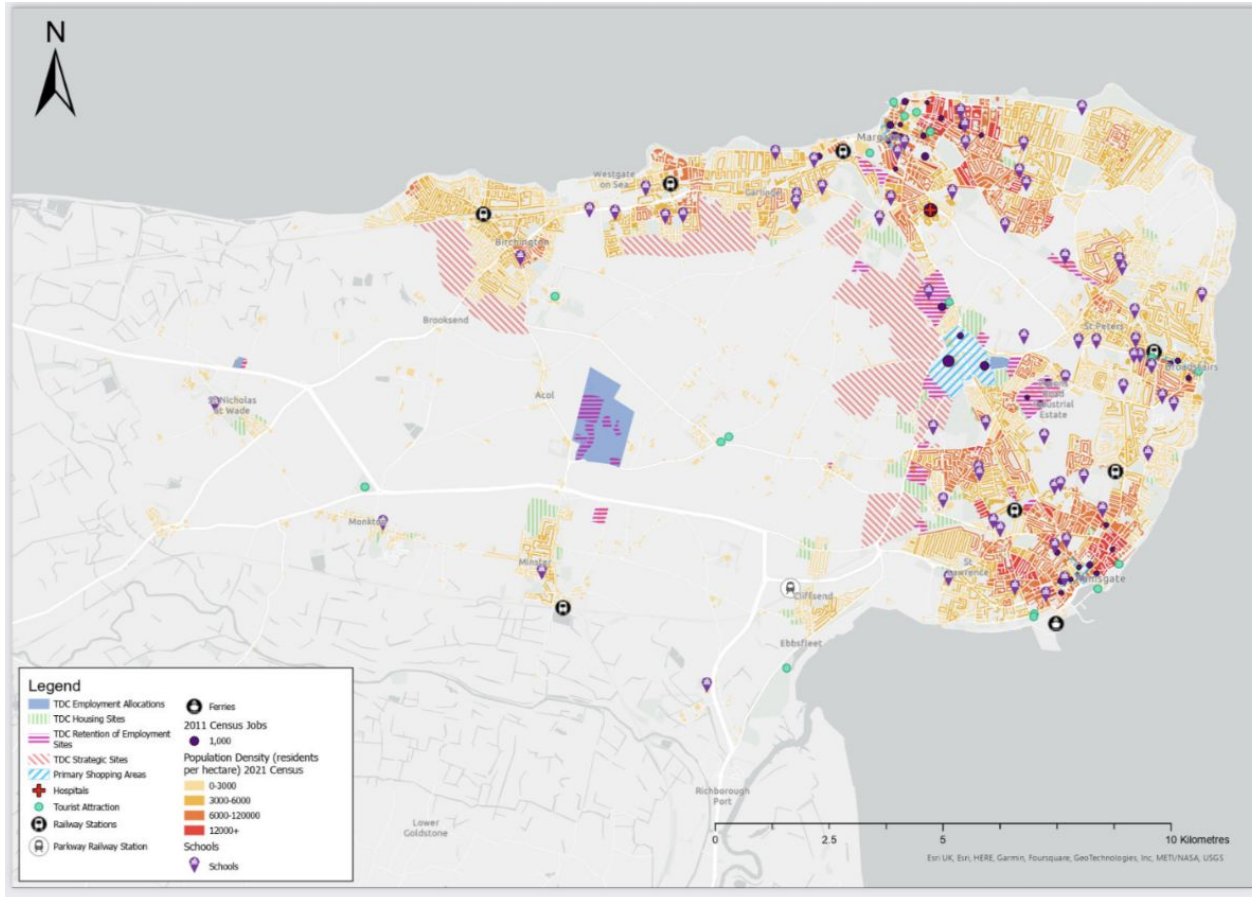 N
Margate
Westgate
on Sea
Garlinge
Birchington
Brooksend
St Peters
Broadstairs
Acol
Industrial
Estate
St Nicholas
at Wade
Monkton
Minster
St
Lawrence
Ramsgate
Cliffsend
Ebbsfleet
Richborough
Port
Lower
Goldstone
Legend
TDC Employment Allocations
TDC Housing Sites
TDC Retention of Employment
Sites
TDC Strategic Sites
Primary Shopping Areas
Hospitals
Tourist Attraction
Railway Stations
Parkway Railway Station
Ferries
2011 Census Jobs
1,000
Population Density (residents
per hectare) 2021 Census
0-3000
3000-6000
6000-120000
12000+
Schools
Schools
0 2.5 5 10 Kilometres
Esri UK, Esri, HERE, Garmin, Foursquare, GeoTechnologies, Inc, METI/NASA, USGS